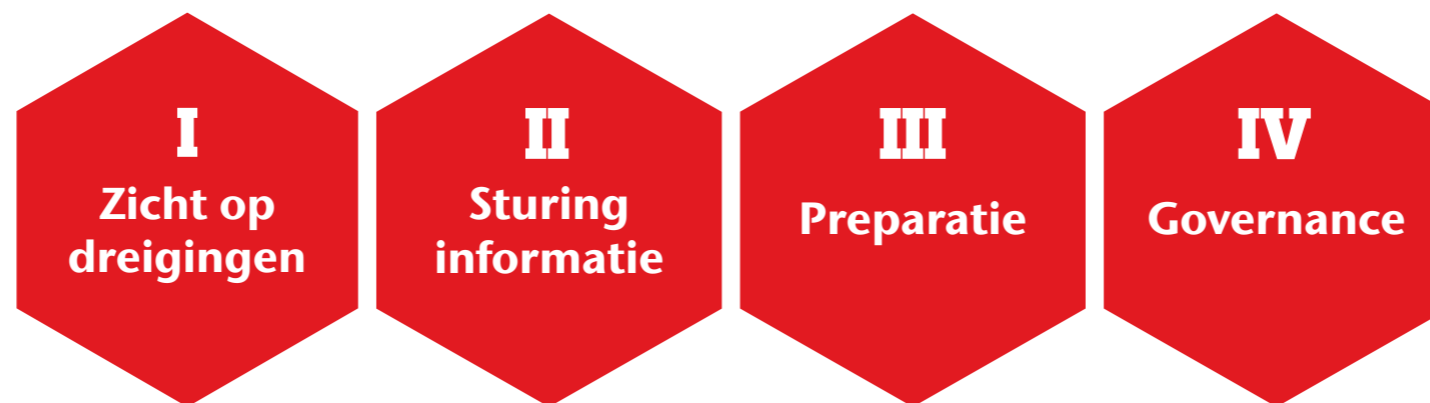 I
Zicht op
dreigingen
II
Sturing
informatie
III
Preparatie
IV
Governance